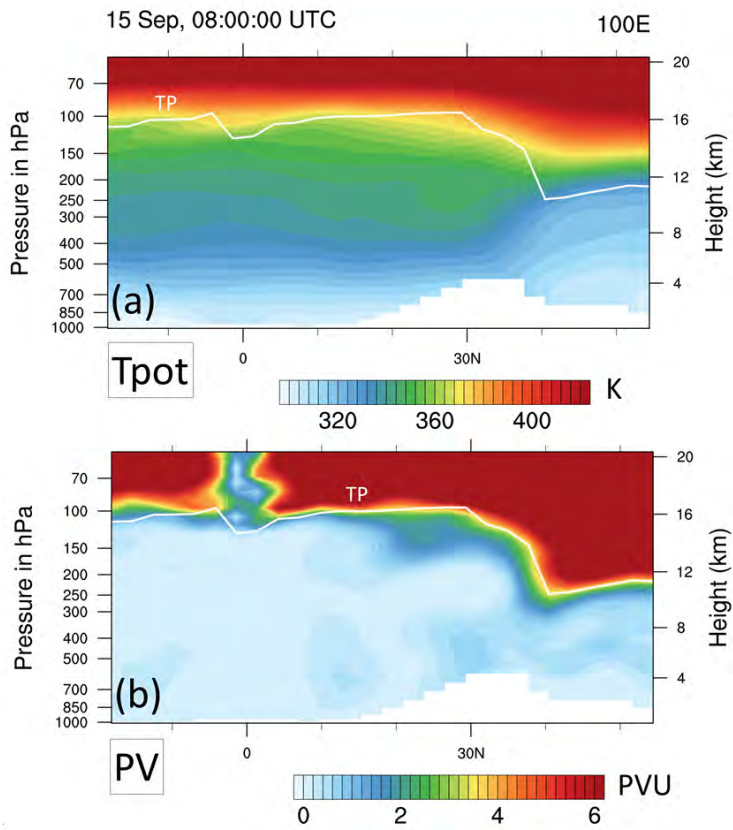 15 Sep, 08:00:00 UTC 100E
TP
70
100
150
200
250
300
400
500
700
850
1000
Pressure in hPa
20
16
12
8
4
Height (km)
(a)
0 30N
Tpot
320 360 400 K
TP
70
100
150
200
250
300
400
500
700
850
1000
Pressure in hPa
20
16
12
8
4
Height (km)
(b)
0 30N
PV
0 2 4 6 PVU